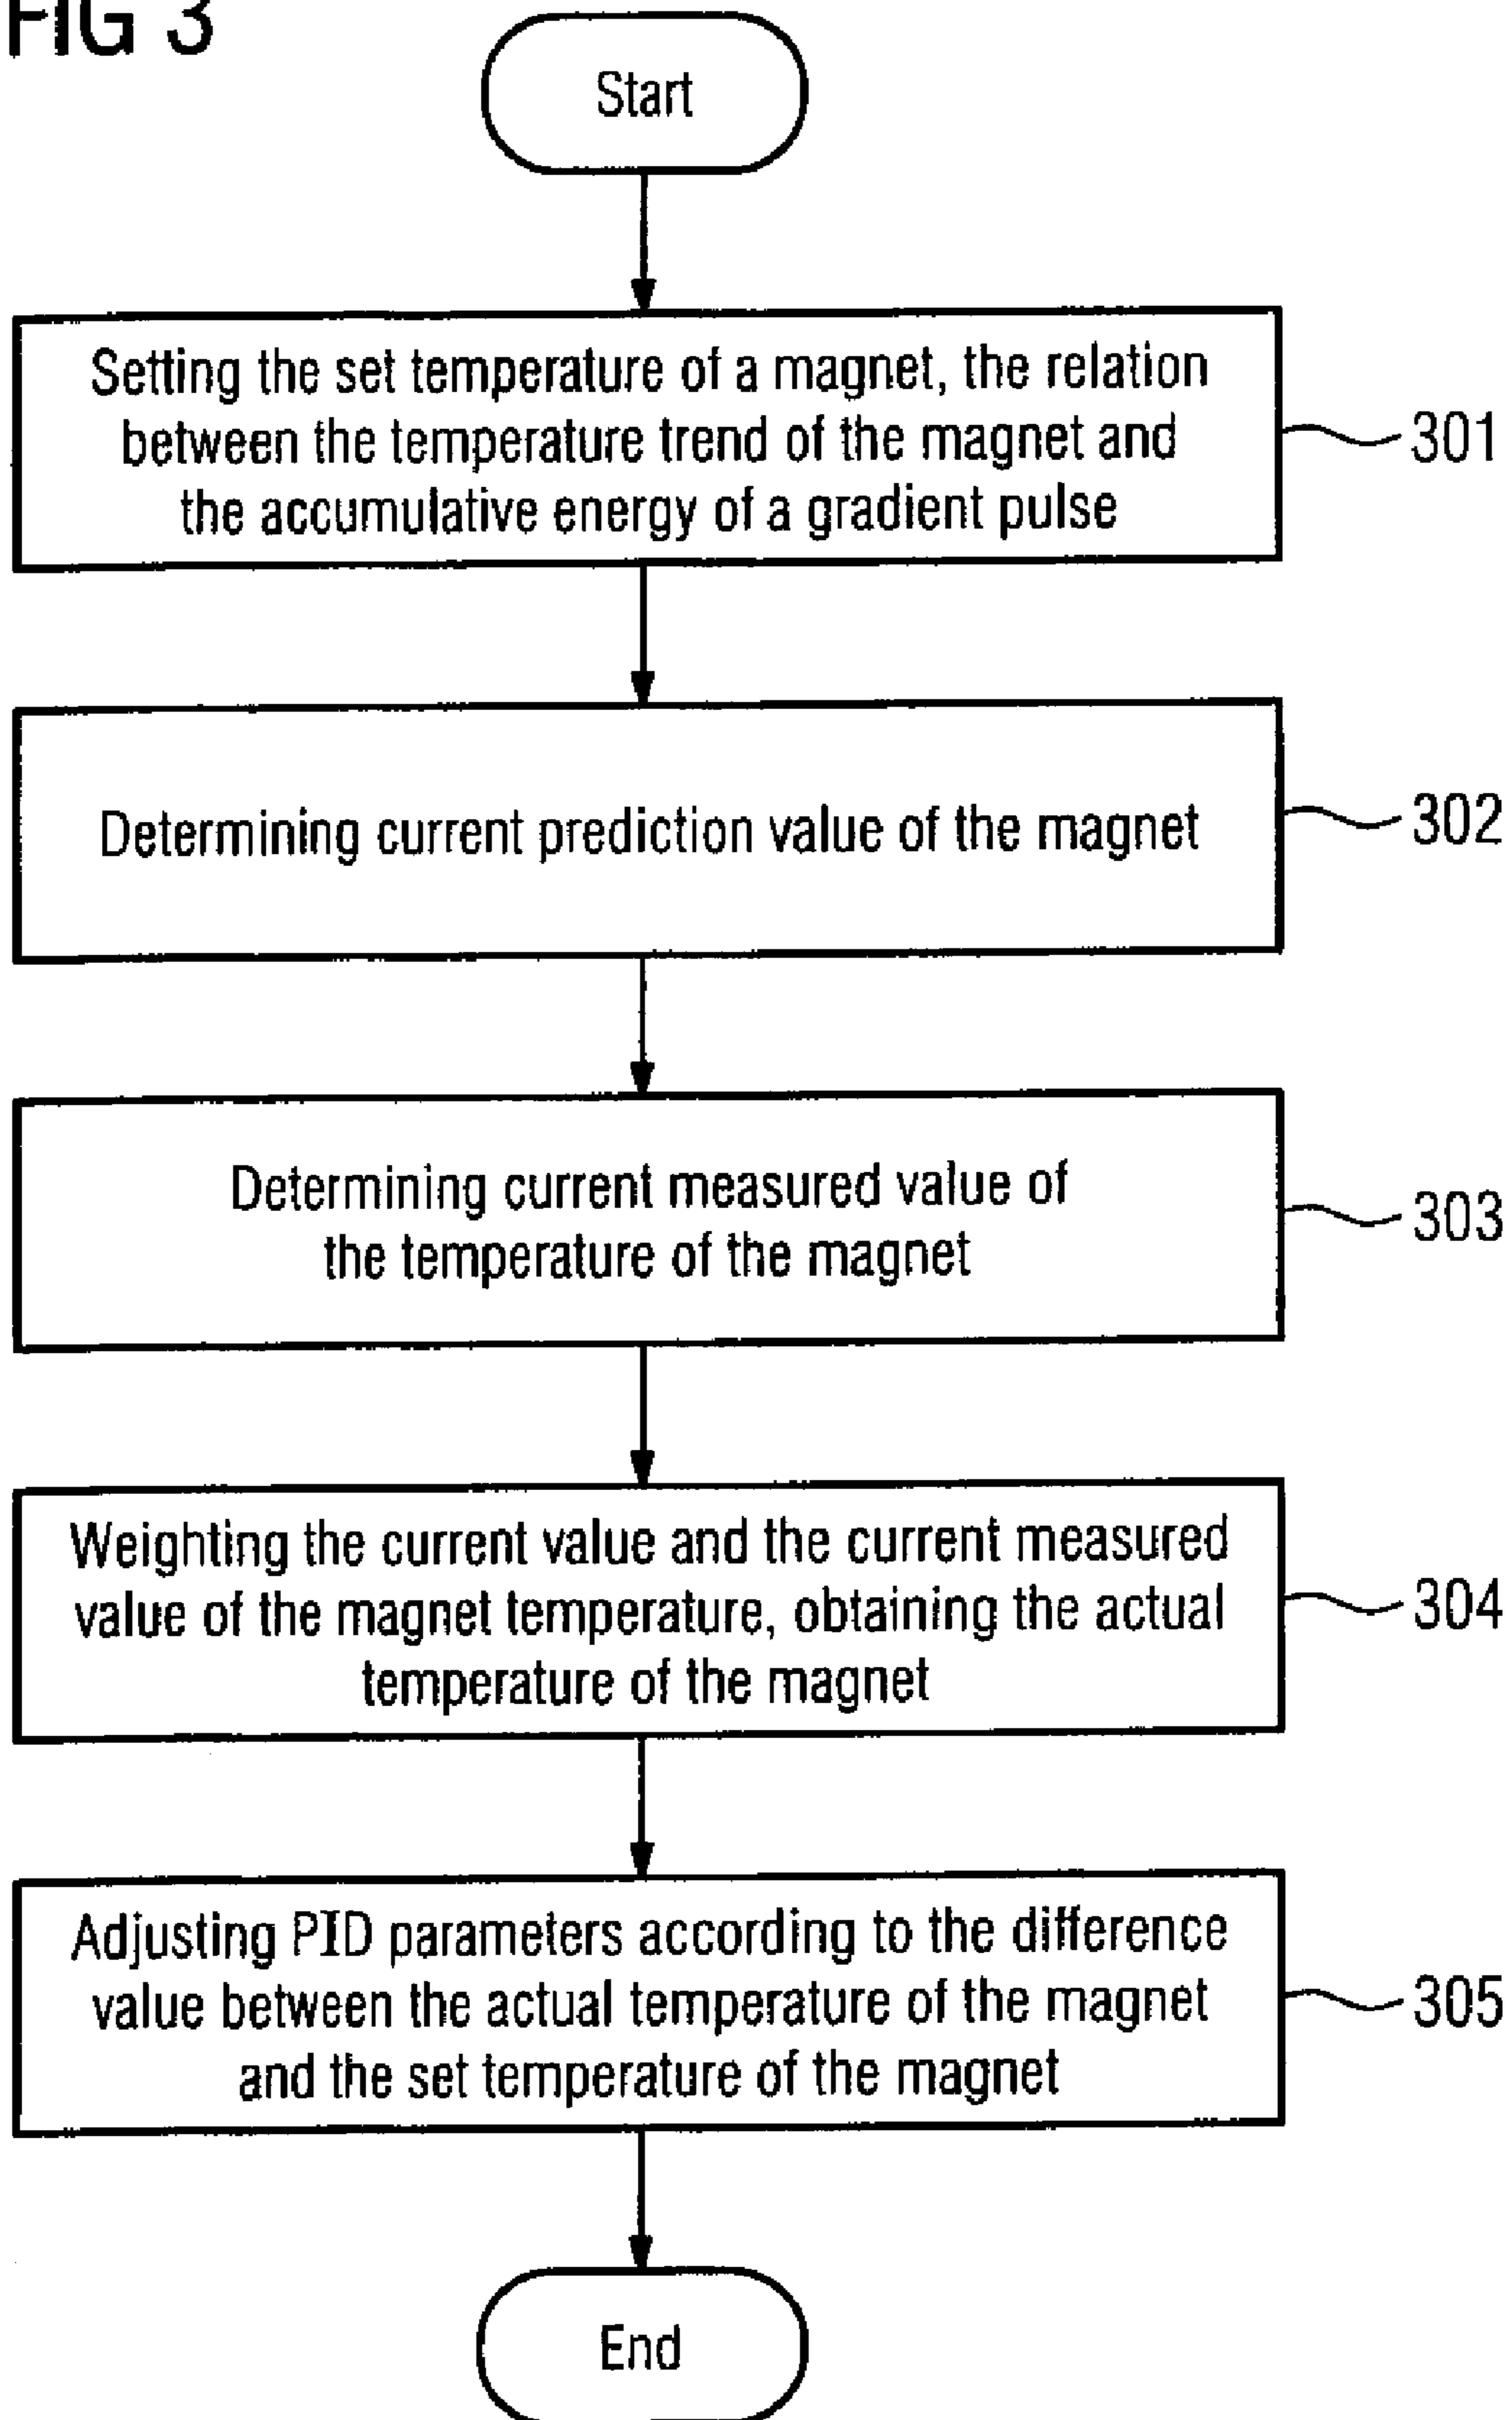 FIG 3
Start
Setting the set temperature of a magnet, the relation
between the temperature trend of the magnet and
the accumulative energy of a gradient pulse
301
Determining current prediction value of the magnet
302
Determining current measured value of
the temperature of the magnet
303
Weighting the current value and the current measured
value of the magnet temperature, obtaining the actual
temperature of the magnet
304
Adjusting PID parameters according to the difference
value between the actual temperature of the magnet
and the set temperature of the magnet
305
End